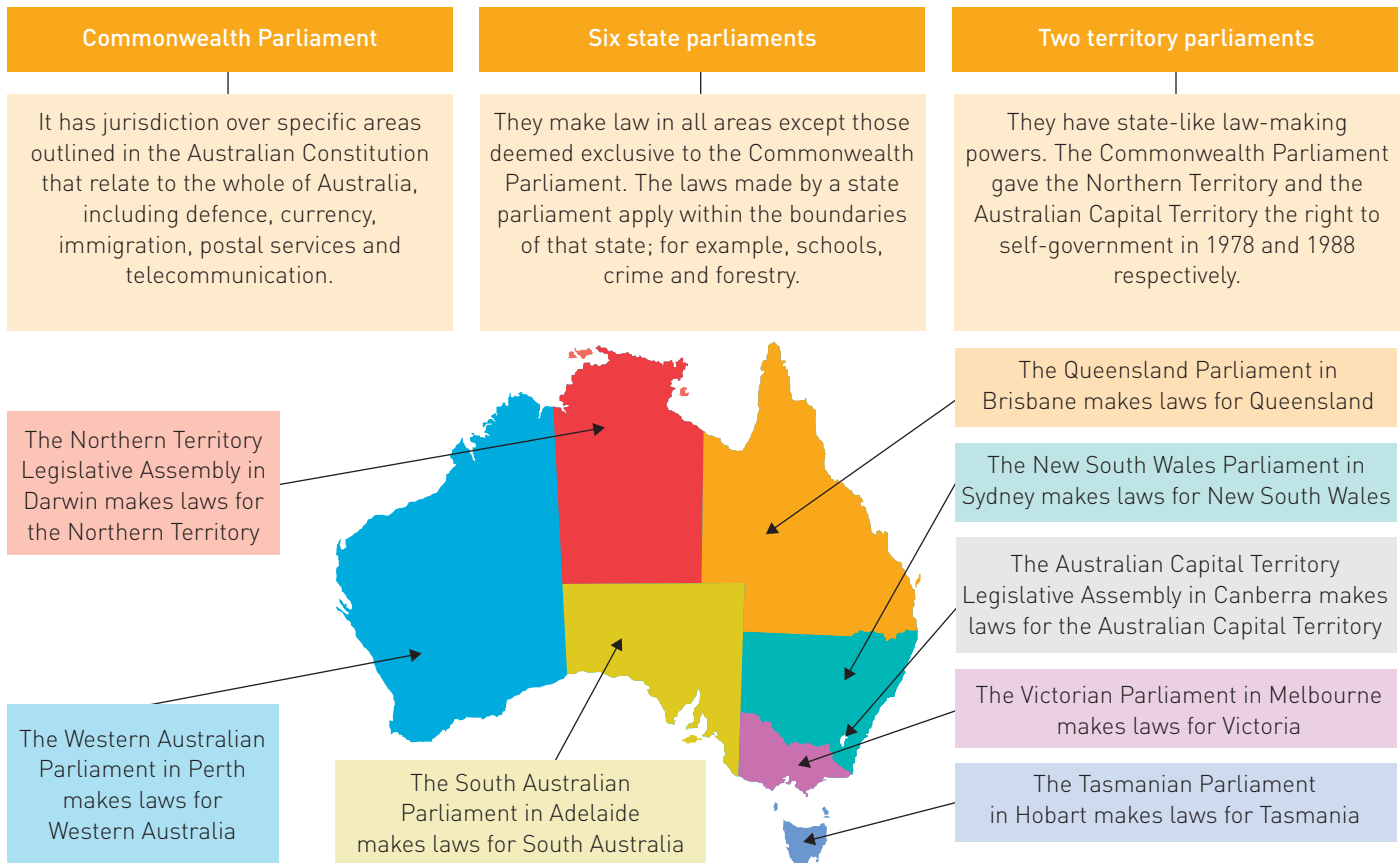 Commonwealth Parliament
It has jurisdiction over specific areas
outlined in the Australian Constitution
that relate to the whole of Australia,
including defence, currency,
immigration, postal services and
telecommunication.
Six state parliaments
They make law in all areas except those
deemed exclusive to the Commonwealth
Parliament. The laws made by a state
parliament apply within the boundaries
of that state; for example, schools,
crime and forestry.
Two territory parliaments
They have state-like law-making
powers. The Commonwealth Parliament
gave the Northern Territory and the
Australian Capital Territory the right to
self-government in 1978 and 1988
respectively.
The Northern Territory
Legislative Assembly in
Darwin makes laws for
the Northern Territory
The Western Australian
Parliament in Perth
makes laws for
Western Australia
The South Australian
Parliament in Adelaide
makes laws for South Australia
The Queensland Parliament in
Brisbane makes laws for Queensland
The New South Wales Parliament in
Sydney makes laws for New South Wales
The Australian Capital Territory
Legislative Assembly in Canberra makes
laws for the Australian Capital Territory
The Victorian Parliament in Melbourne
makes laws for Victoria
The Tasmanian Parliament
in Hobart makes laws for Tasmania